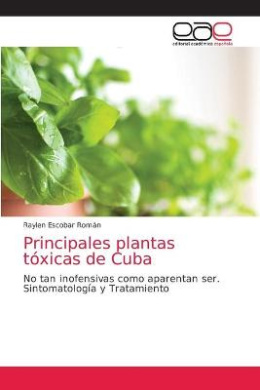 eae
editorial académica española
Raylen Escobar Román
Principales plantas
tóxicas de Cuba
No tan inofensivas como aparentan ser.
Sintomatología y Tratamiento